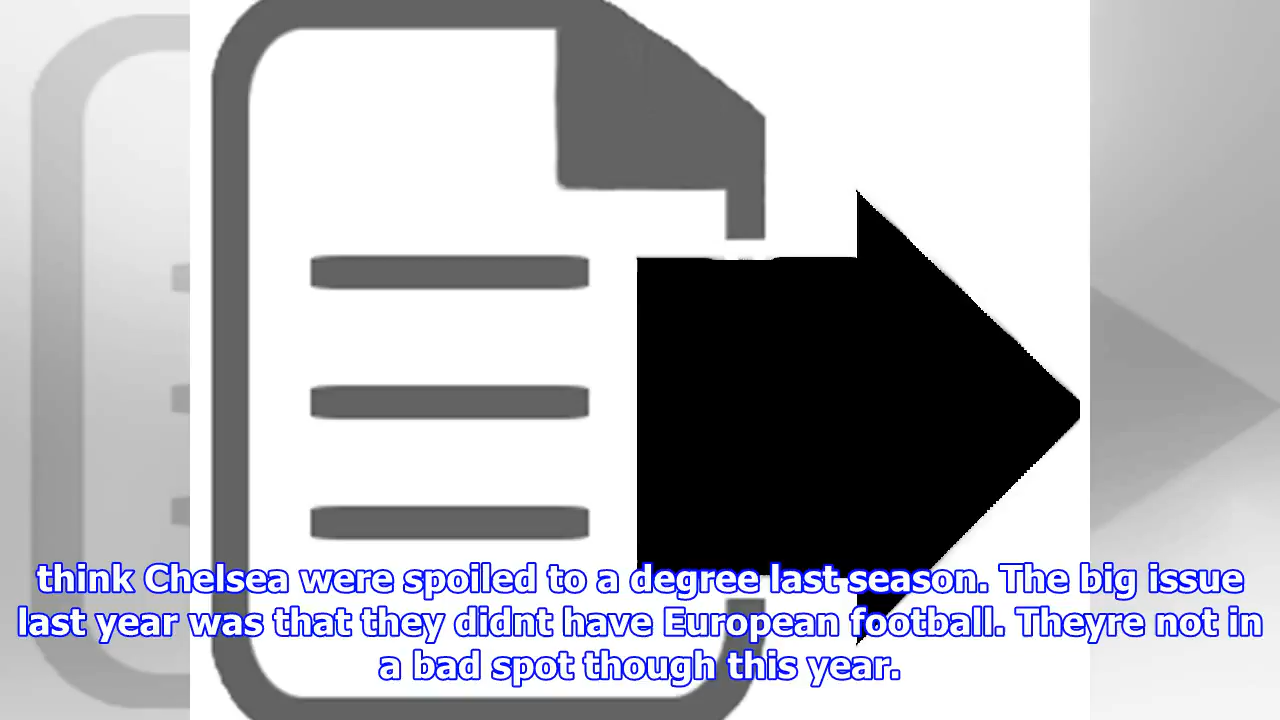 think Chelsea were spoiled to a degree last season. The big issue
last year was that they didnt have European football. Theyre not in
a bad spot though this year.